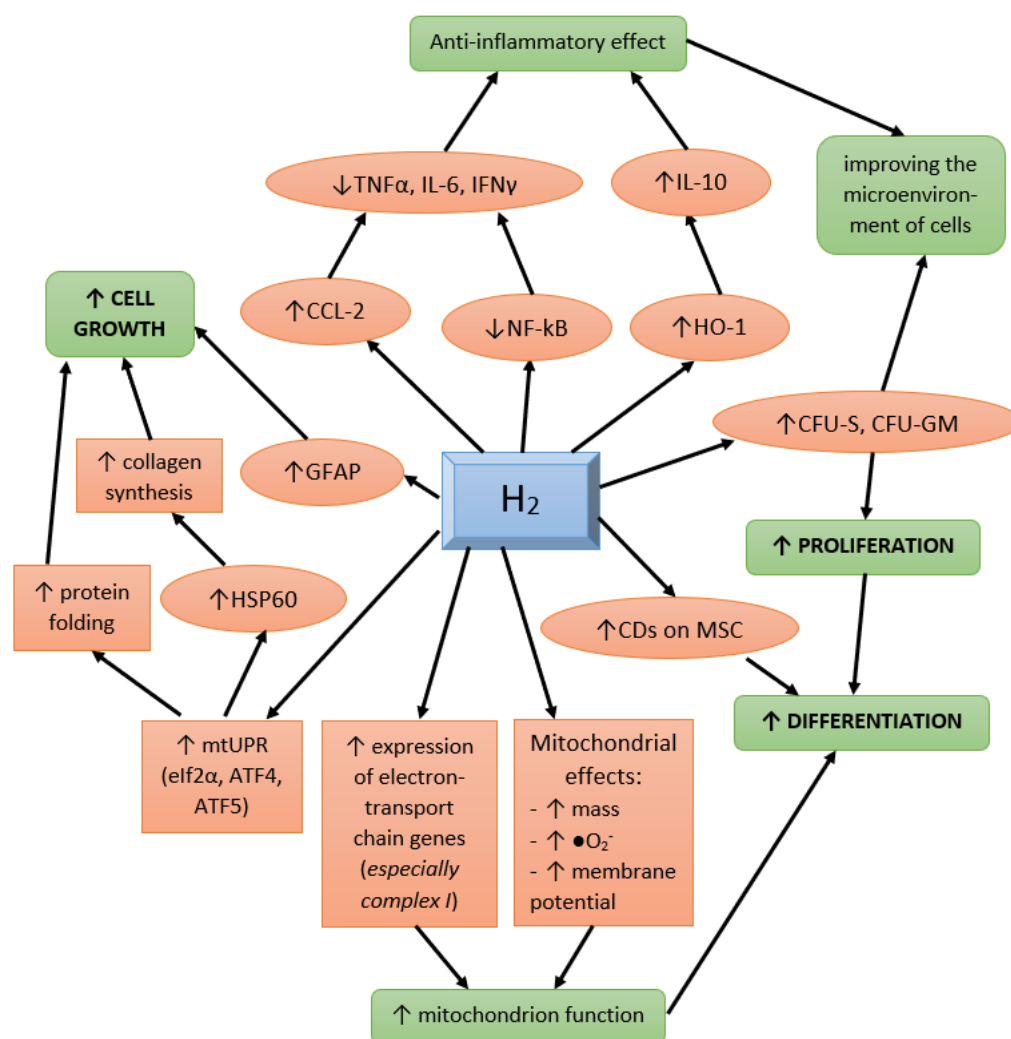 Anti-inflammatory effect
↓TNFα, IL-6, IFNγ
↑IL-10
improving the
microenviron-
ment of cells
↑ CELL
GROWTH
↑CCL-2
↓NF-kB
↑HO-1
↑CFU-S, CFU-GM
↑ collagen
synthesis
↑GFAP
H₂
↑ PROLIFERATION
↑ protein
folding
↑HSP60
↑CDs on MSC
↑ DIFFERENTIATION
↑ mtUPR
(eIf2α, ATF4,
ATF5)
↑ expression
of electron-
transport
chain genes
(especially
complex I)
Mitochondrial
effects:
- ↑ mass
- ↑ ●O₂⁻
- ↑ membrane
potential
↑ mitochondrion function